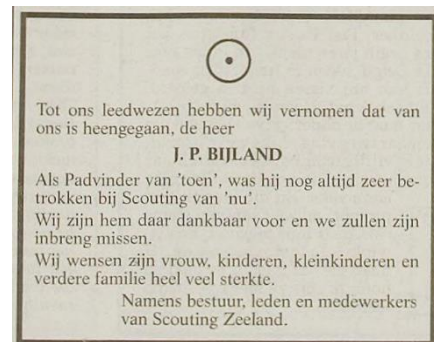 Tot ons leedwezen hebben wij vernomen dat van
ons is heengegaan, de heer
J. P. BIJLAND
Als Padvinder van 'toen', was hij nog altijd zeer be-
trokken bij Scouting van 'nu'.
Wij zijn hem daar dankbaar voor en we zullen zijn
inbreng missen.
Wij wensen zijn vrouw, kinderen, kleinkinderen en
verdere familie heel veel sterkte.
Namens bestuur, leden en medewerkers
van Scouting Zeeland.